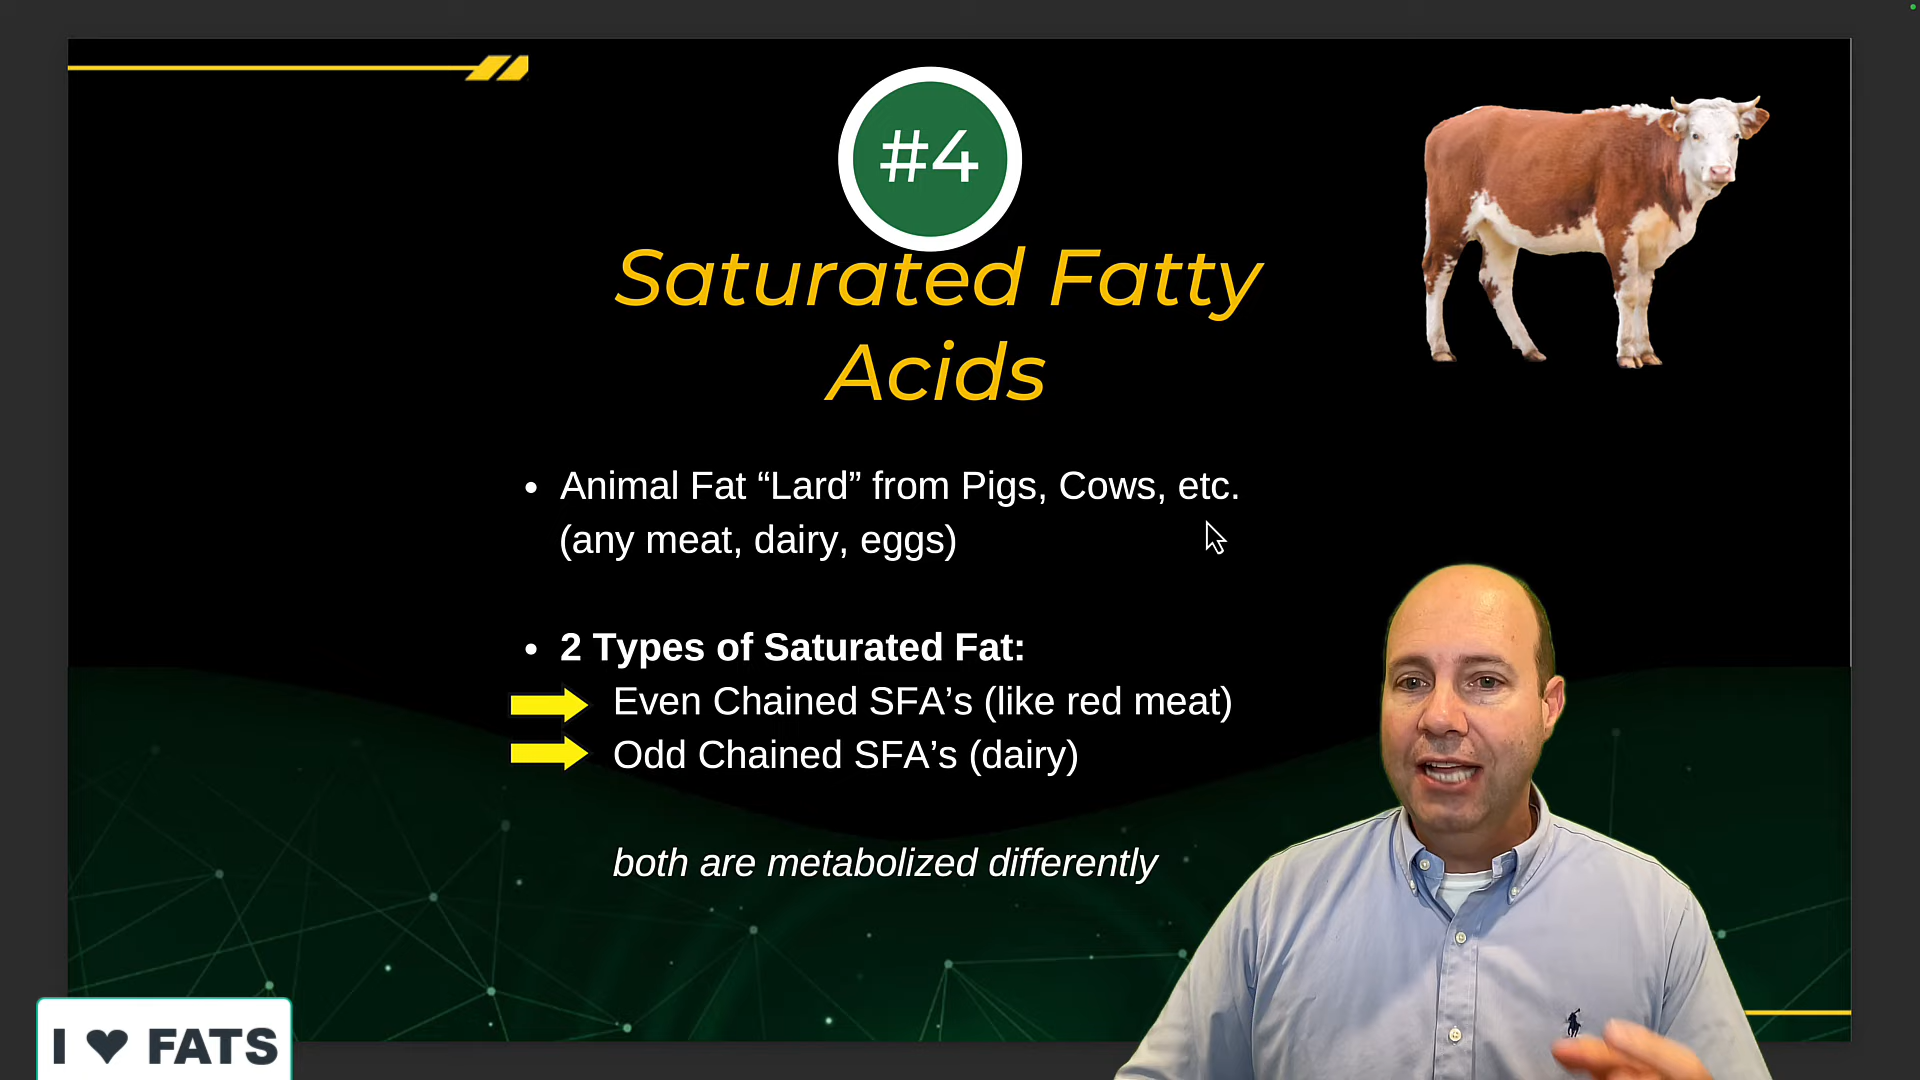 #4
Saturated Fatty
Acids
• Animal Fat “Lard” from Pigs, Cows, etc.
(any meat, dairy, eggs)
• 2 Types of Saturated Fat:
Even Chained SFA’s (like red meat)
Odd Chained SFA’s (dairy)
both are metabolized differently
I ♥ FATS